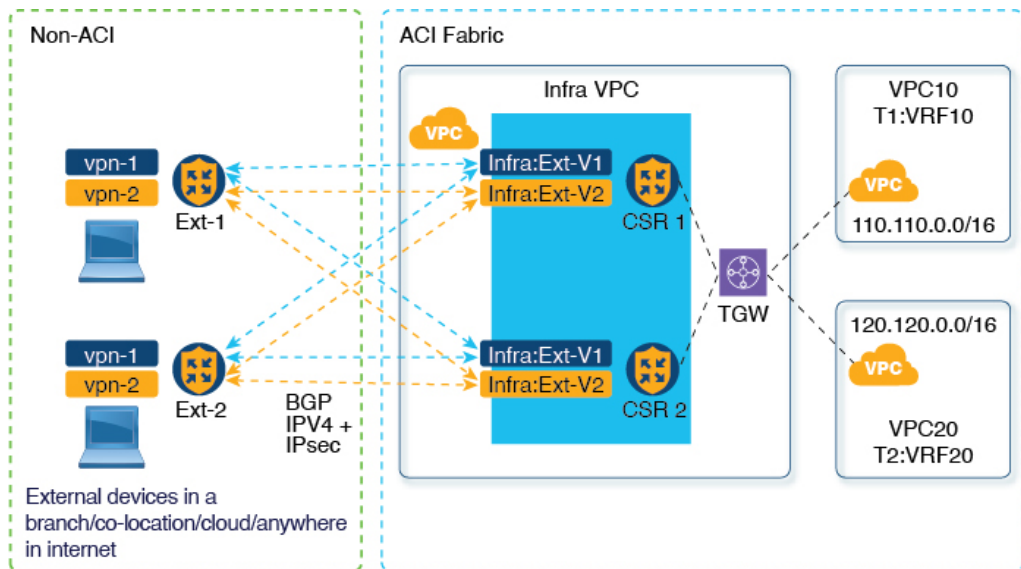 Non-ACI
vpn-1
vpn-2
Ext-1
vpn-1
vpn-2
Ext-2
BGP
IPV4 +
IPsec
External devices in a
branch/co-location/cloud/anywhere
in internet
ACI Fabric
Infra VPC
VPC
Infra:Ext-V1
Infra:Ext-V2
CSR 1
Infra:Ext-V1
Infra:Ext-V2
CSR 2
TGW
VPC10
T1:VRF10
VPC
110.110.0.0/16
120.120.0.0/16
VPC
VPC20
T2:VRF20